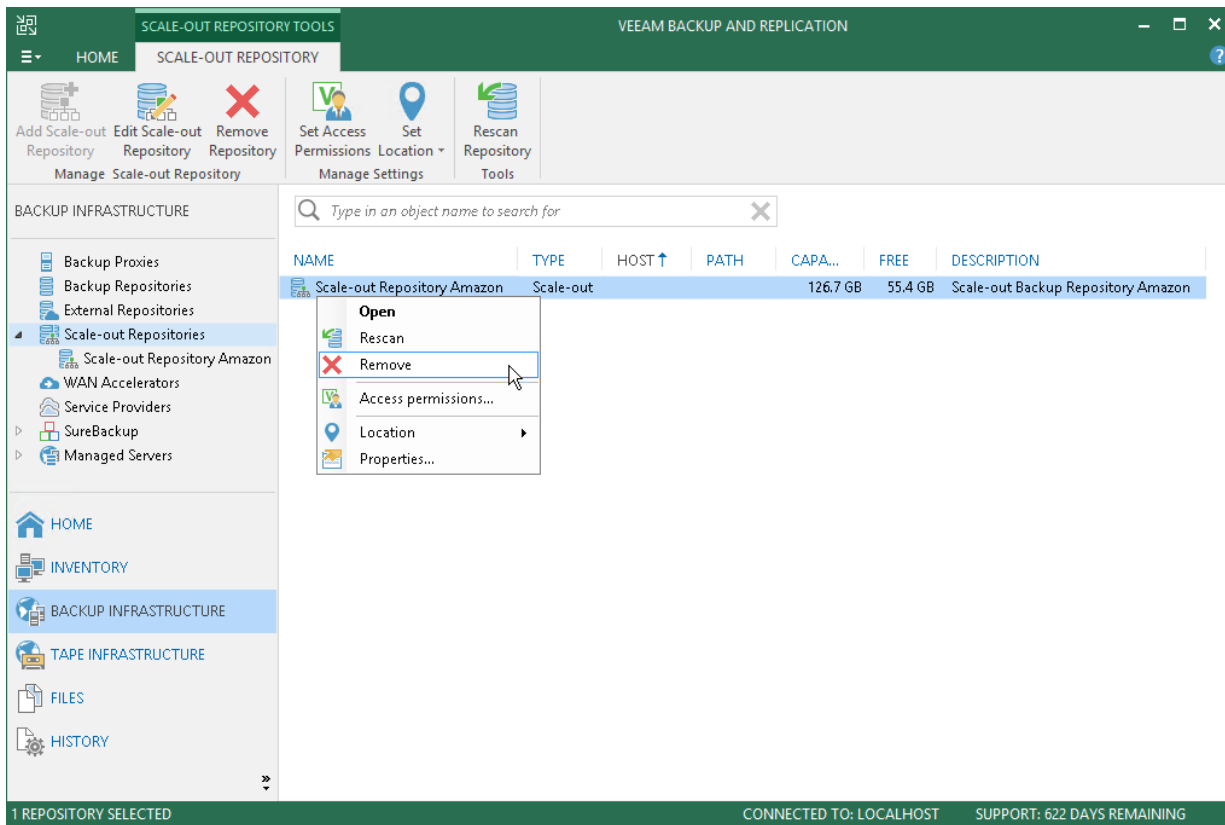 SCALE-OUT REPOSITORY TOOLS
VEEAM BACKUP AND REPLICATION
HOME
SCALE-OUT REPOSITORY
?
Add Scale-out Repository
Edit Scale-out Repository
Remove Repository
Set Access Permissions
Set Location
Rescan Repository
Manage Scale-out Repository
Manage Settings
Tools
BACKUP INFRASTRUCTURE
Type in an object name to search for
Backup Proxies
Backup Repositories
External Repositories
Scale-out Repositories
Scale-out Repository Amazon
WAN Accelerators
Service Providers
SureBackup
Managed Servers
NAME TYPE HOST PATH CAPA... FREE DESCRIPTION
Scale-out Repository Amazon Scale-out 126.7 GB 55.4 GB Scale-out Backup Repository Amazon
Open
Rescan
Remove
Access permissions...
Location
Properties...
HOME
INVENTORY
BACKUP INFRASTRUCTURE
TAPE INFRASTRUCTURE
FILES
HISTORY
1 REPOSITORY SELECTED
CONNECTED TO: LOCALHOST
SUPPORT: 622 DAYS REMAINING